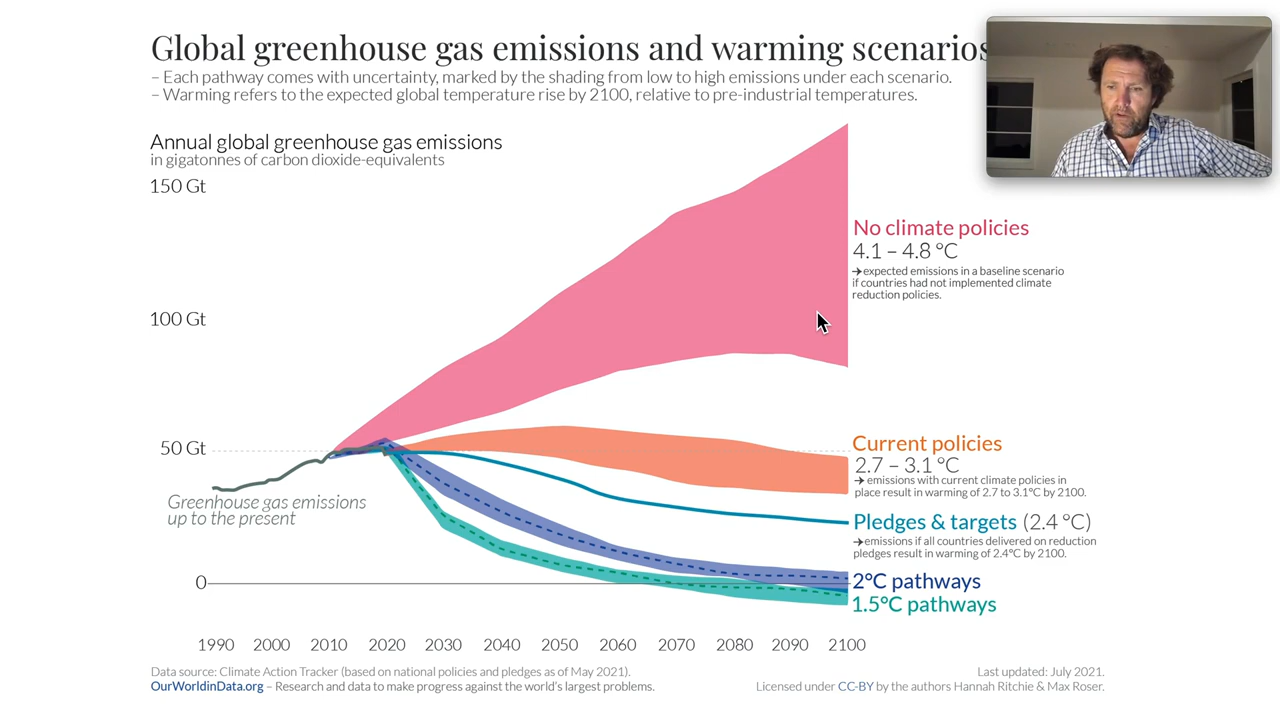 Global greenhouse gas emissions and warming scenarios
– Each pathway comes with uncertainty, marked by the shading from low to high emissions under each scenario.
– Warming refers to the expected global temperature rise by 2100, relative to pre-industrial temperatures.
Annual global greenhouse gas emissions
in gigatonnes of carbon dioxide-equivalents
150 Gt
100 Gt
50 Gt
0
Greenhouse gas emissions
up to the present
No climate policies
4.1 – 4.8 °C
→expected emissions in a baseline scenario
if countries had not implemented climate
reduction policies.
Current policies
2.7 – 3.1 °C
→ emissions with current climate policies in
place result in warming of 2.7 to 3.1°C by 2100.
Pledges & targets (2.4 °C)
→emissions if all countries delivered on reduction
pledges result in warming of 2.4°C by 2100.
2°C pathways
1.5°C pathways
1990 2000 2010 2020 2030 2040 2050 2060 2070 2080 2090 2100
Data source: Climate Action Tracker (based on national policies and pledges as of May 2021).
OurWorldinData.org – Research and data to make progress against the world's largest problems.
Last updated: July 2021.
Licensed under CC-BY by the authors Hannah Ritchie & Max Roser.